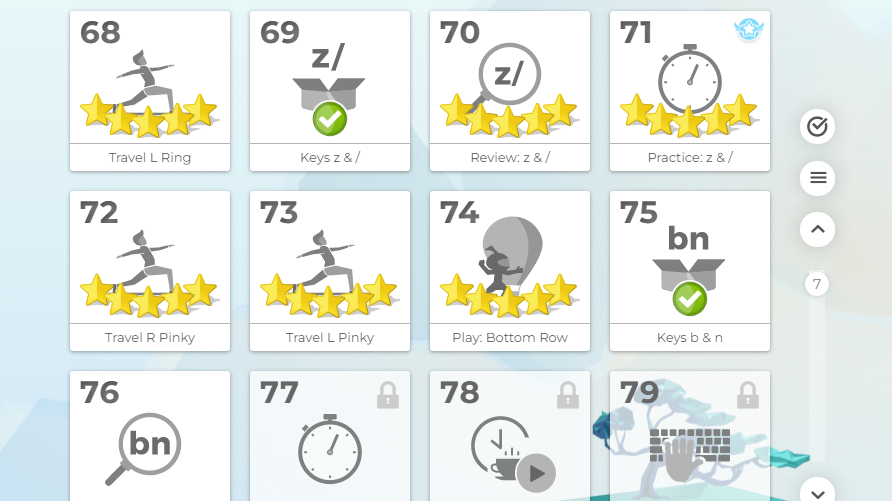 68
69
70
71
z/
z/
Travel L Ring
Keys z & /
Review: z & /
Practice: z & /
72
73
74
75
bn
Travel R Pinky
Travel L Pinky
Play: Bottom Row
Keys b & n
7
76
77
78
79
bn